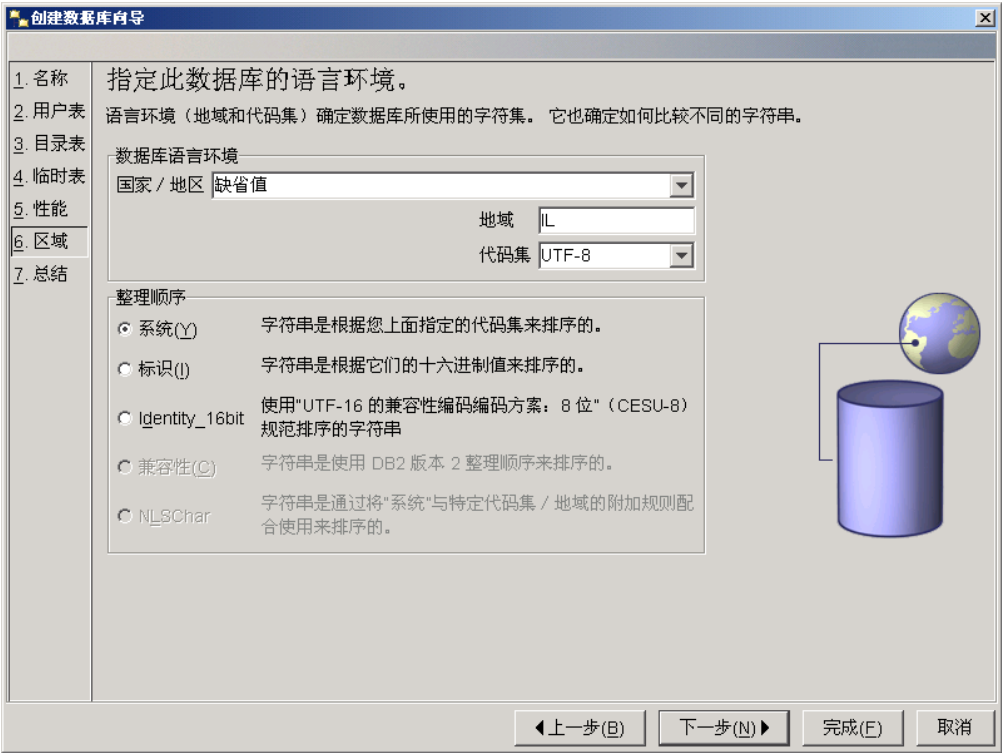 创建数据库向导
1. 名称
2. 用户表
3. 目录表
4. 临时表
5. 性能
6. 区域
7. 总结
指定此数据库的语言环境。
语言环境（地域和代码集）确定数据库所使用的字符集。 它也确定如何比较不同的字符串。
数据库语言环境
国家 / 地区 缺省值
地域 IL
代码集 UTF-8
整理顺序
系统(Y) 字符串是根据您上面指定的代码集来排序的。
标识(I) 字符串是根据它们的十六进制值来排序的。
Identity_16bit 使用"UTF-16 的兼容性编码编码方案：8 位"（CESU-8）
规范排序的字符串
兼容性(C) 字符串是使用 DB2 版本 2 整理顺序来排序的。
NLSChar 字符串是通过将"系统"与特定代码集 / 地域的附加规则配
合使用来排序的。
上一步(B) 下一步(N) 完成(F) 取消